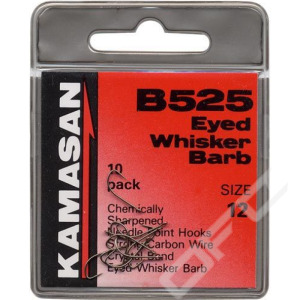 KAMASAN
B525
Eyed
Whisker
Barb
10
pack
SIZE
12
Chemically
Sharpened
Needle Point Hooks
Strong Carbon Wire
Crystal Bend
Eyed Whisker Barb